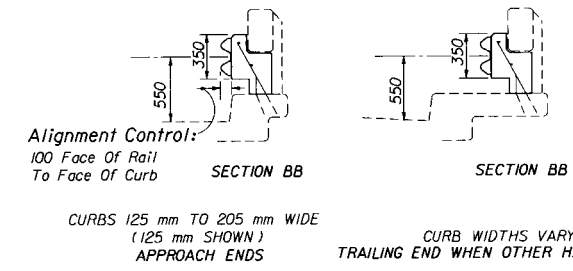 350
550
Alignment Control:
100 Face Of Rail
To Face Of Curb
SECTION BB
CURBS 125 mm TO 205 mm WIDE
(125 mm SHOWN)
APPROACH ENDS
350
550
SECTION BB
CURB WIDTHS VARY
TRAILING END WHEN OTHER